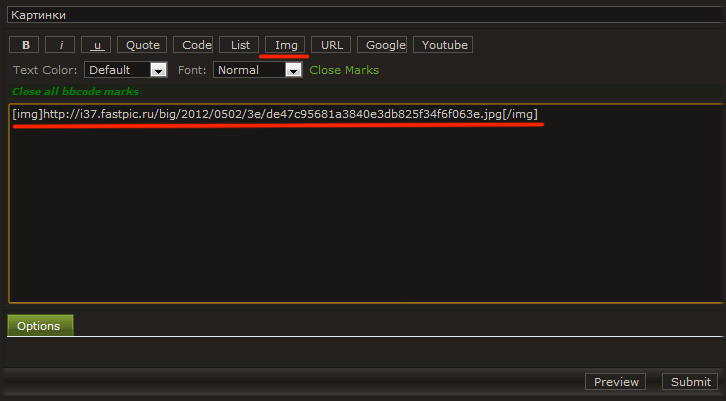 Картинки
B i u Quote Code List Img URL Google Youtube
Text Color: Default Font: Normal Close Marks
Close all bbcode marks
[img]http://i37.fastpic.ru/big/2012/0502/3e/de47c95681a3840e3db825f34f6f063e.jpg[/img]
Options
Preview Submit